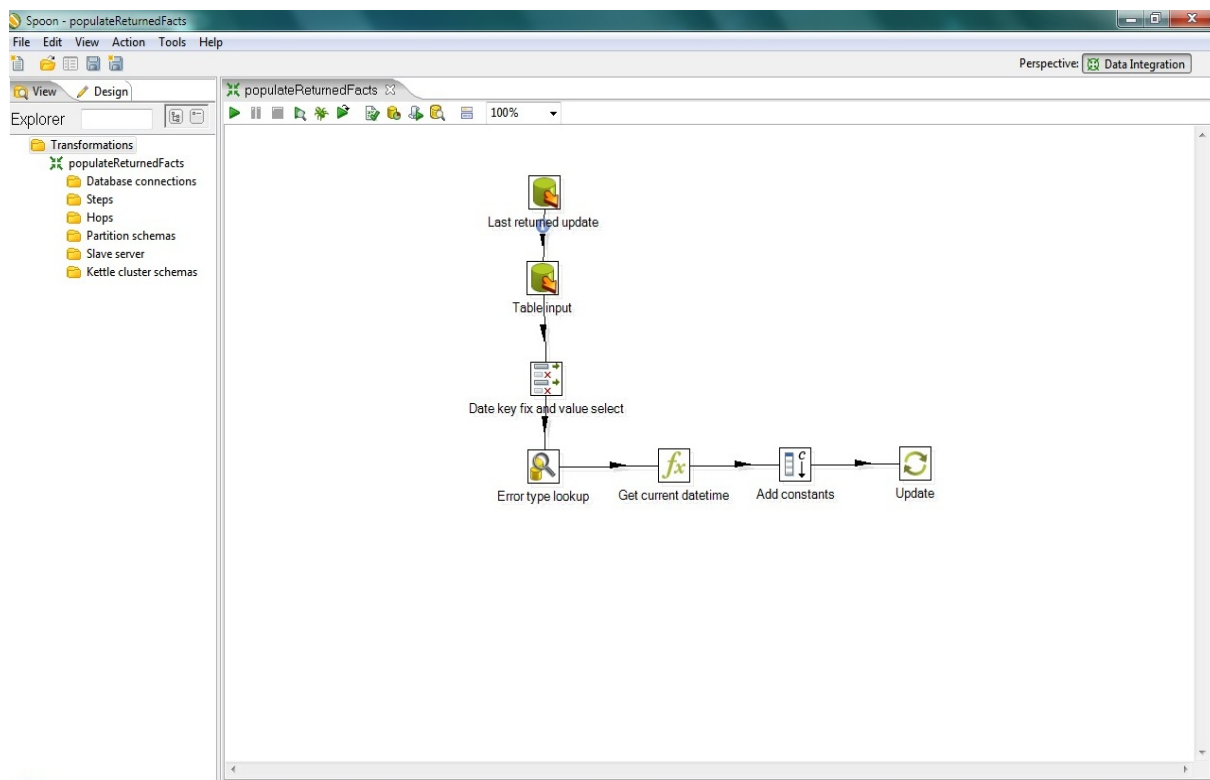 Spoon - populateReturnedFacts
File Edit View Action Tools Help
Perspective: Data Integration
View Design
populateReturnedFacts
Explorer
100%
Transformations
populateReturnedFacts
Database connections
Steps
Hops
Partition schemas
Slave server
Kettle cluster schemas
Last returned update
Table input
Date key fix and value select
Error type lookup Get current datetime Add constants Update